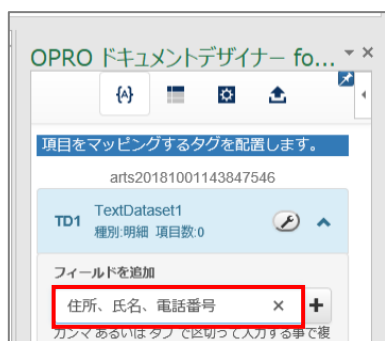 OPRO ドキュメントデザイナー fo...
{A}
項目をマッピングするタグを配置します。
arts20181001143847546
TD1 TextDataset1
種別:明細 項目数:0
フィールドを追加
住所、氏名、電話番号 × +
カンマあるいはタブで区切って入力する事で複